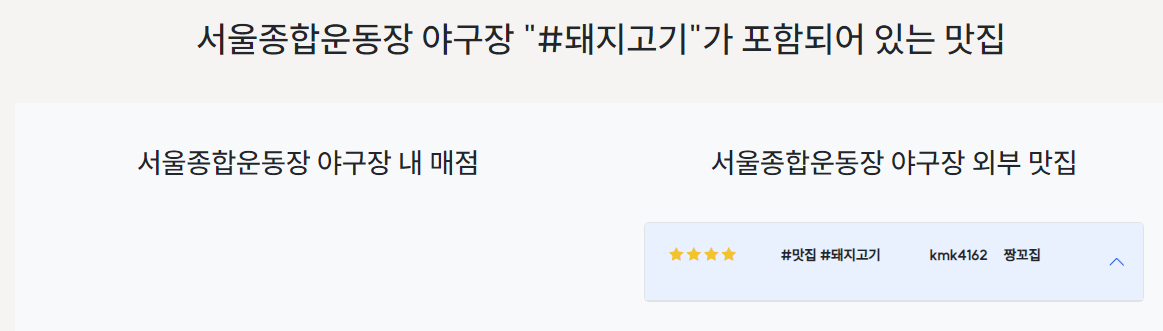 서울종합운동장 야구장 "#돼지고기"가 포함되어 있는 맛집
서울종합운동장 야구장 내 매점
서울종합운동장 야구장 외부 맛집
#맛집 #돼지고기 kmk4162 짱꼬집